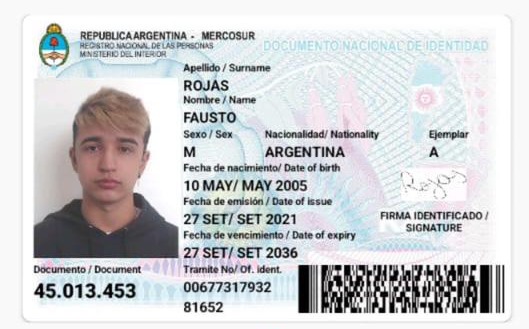 REPUBLICA ARGENTINA - MERCOSUR
REGISTRO NACIONAL DE LAS PERSONAS
MINISTERIO DEL INTERIOR
DOCUMENTO NACIONAL DE IDENTIDAD
Apellido / Surname
ROJAS
Nombre / Name
FAUSTO
Sexo / Sex Nacionalidad/ Nationality Ejemplar
M ARGENTINA A
Fecha de nacimiento/ Date of birth
10 MAY/ MAY 2005
Fecha de emisión / Date of issue
27 SET/ SET 2021
Fecha de vencimiento / Date of expiry
27 SET/ SET 2036
Rojas
FIRMA IDENTIFICADO /
SIGNATURE
Documento / Document
45.013.453
Tramite No/ Of. ident.
00677317932
81652